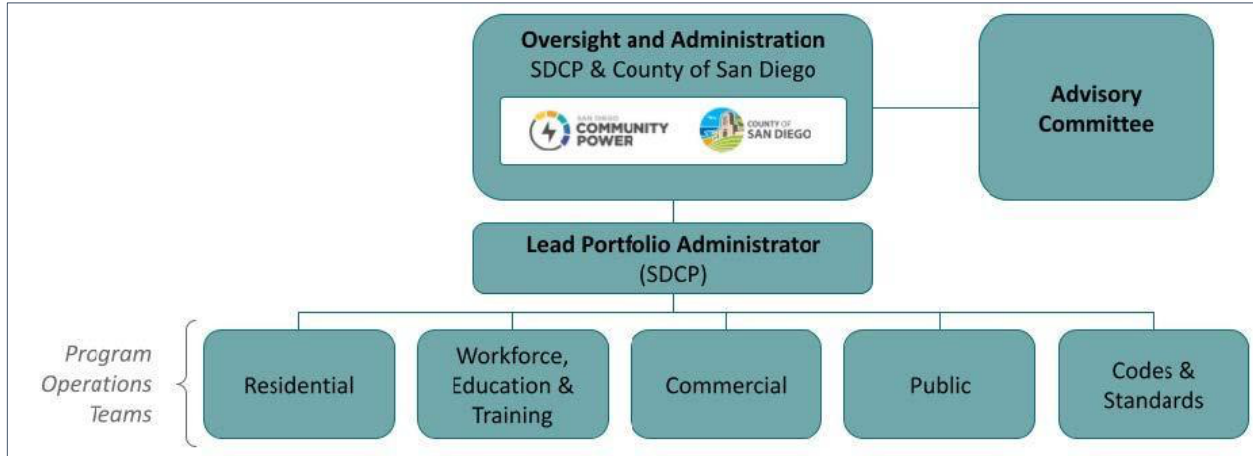 Oversight and Administration
SDCP & County of San Diego
SAN DIEGO
COMMUNITY
POWER
COUNTY OF
SAN DIEGO
Advisory
Committee
Lead Portfolio Administrator
(SDCP)
Program
Operations
Teams
Residential
Workforce,
Education &
Training
Commercial
Public
Codes &
Standards